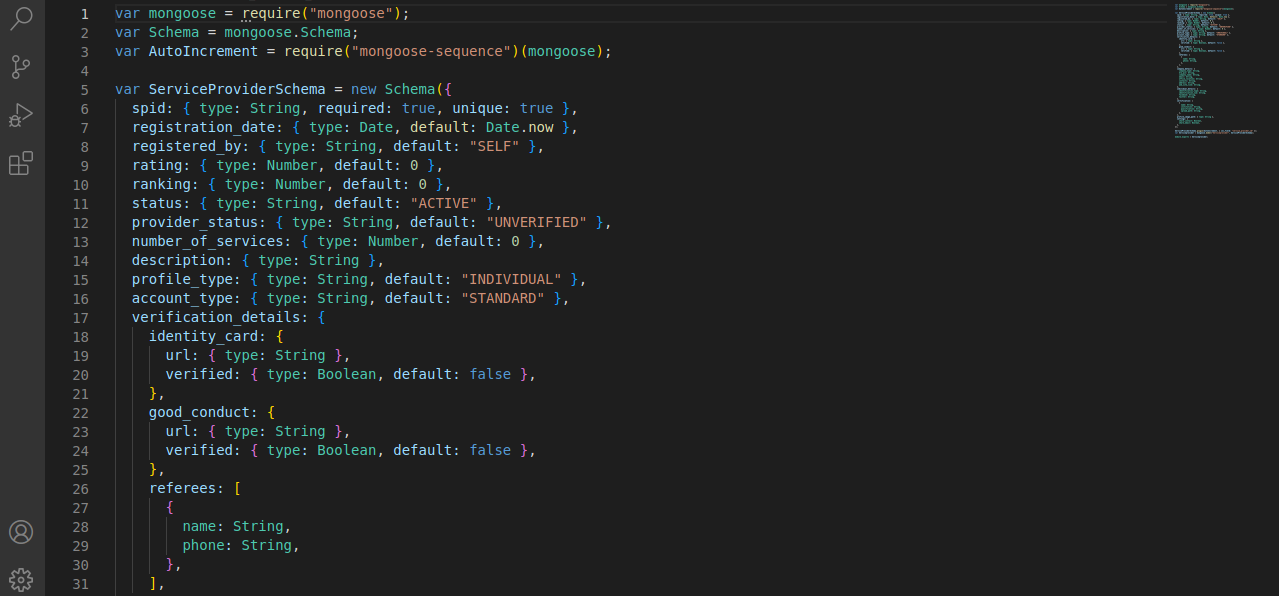 1 var mongoose = require("mongoose");
2 var Schema = mongoose.Schema;
3 var AutoIncrement = require("mongoose-sequence")(mongoose);
4
5 var ServiceProviderSchema = new Schema({
6   spid: { type: String, required: true, unique: true },
7   registration_date: { type: Date, default: Date.now },
8   registered_by: { type: String, default: "SELF" },
9   rating: { type: Number, default: 0 },
10   ranking: { type: Number, default: 0 },
11   status: { type: String, default: "ACTIVE" },
12   provider_status: { type: String, default: "UNVERIFIED" },
13   number_of_services: { type: Number, default: 0 },
14   description: { type: String },
15   profile_type: { type: String, default: "INDIVIDUAL" },
16   account_type: { type: String, default: "STANDARD" },
17   verification_details: {
18     identity_card: {
19       url: { type: String },
20       verified: { type: Boolean, default: false },
21     },
22     good_conduct: {
23       url: { type: String },
24       verified: { type: Boolean, default: false },
25     },
26     referees: [
27       {
28         name: String,
29         phone: String,
30       },
31     ],